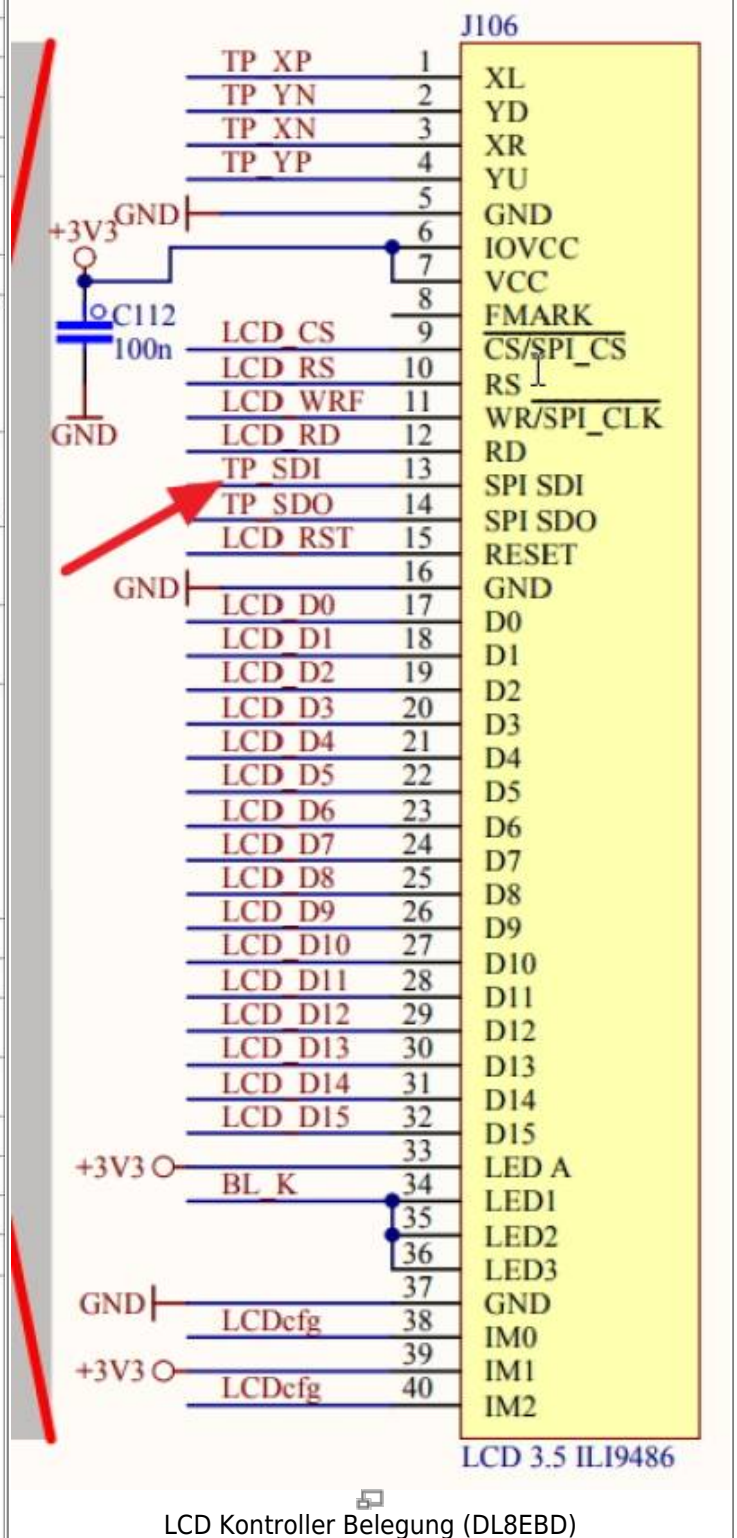 J106
TP_XP 1 XL
TP_YN 2 YD
TP_XN 3 XR
TP_YP 4 YU
GND 5 GND
+3V3 6 IOVCC
7 VCC
8 FMARK
C112
100n
GND
LCD_CS 9 CS/SPI_CS
LCD_RS 10 RS
LCD_WRF 11 WR/SPI_CLK
LCD_RD 12 RD
TP_SDI 13 SPI SDI
TP_SDO 14 SPI SDO
LCD_RST 15 RESET
GND 16 GND
LCD_D0 17 D0
LCD_D1 18 D1
LCD_D2 19 D2
LCD_D3 20 D3
LCD_D4 21 D4
LCD_D5 22 D5
LCD_D6 23 D6
LCD_D7 24 D7
LCD_D8 25 D8
LCD_D9 26 D9
LCD_D10 27 D10
LCD_D11 28 D11
LCD_D12 29 D12
LCD_D13 30 D13
LCD_D14 31 D14
LCD_D15 32 D15
+3V3 33 LED A
BL_K 34 LED1
35 LED2
36 LED3
GND 37 GND
LCDcfg 38 IM0
+3V3 39 IM1
LCDcfg 40 IM2
LCD 3.5 ILI9486
LCD Kontroller Belegung (DL8EBD)